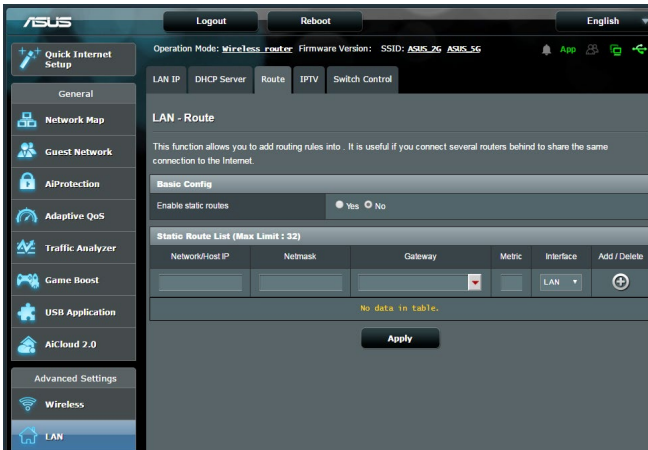 ASUS
Logout
Reboot
English
Quick Internet
Setup
Operation Mode: Wireless router Firmware Version: SSID: ASUS_2G ASUS_5G
App
General
LAN IP DHCP Server Route IPTV Switch Control
Network Map
LAN - Route
Guest Network
This function allows you to add routing rules into . It is useful if you connect several routers behind to share the same
connection to the Internet.
AiProtection
Basic Config
Enable static routes Yes No
Adaptive QoS
Static Route List (Max Limit : 32)
Traffic Analyzer
Network/Host IP Netmask Gateway Metric Interface Add / Delete
Game Boost
LAN
No data in table.
USB Application
Apply
AiCloud 2.0
Advanced Settings
Wireless
LAN